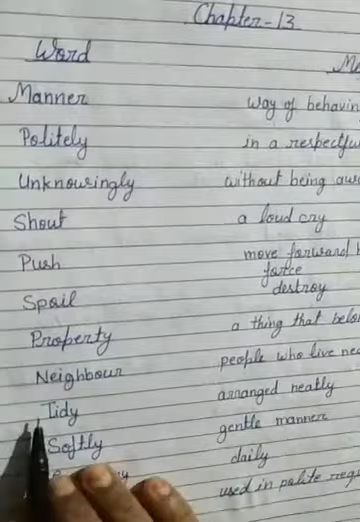 Chapter-13
Word
Manner way of behavin
Politely in a respectfu
Unknowingly without being awa
Shout a loud cry
Push move forward
force
Spoil destroy
Property a thing that belo
Neighbour people who live nea
Tidy arranged neatly
Softly gentle manner
daily
used in polite req